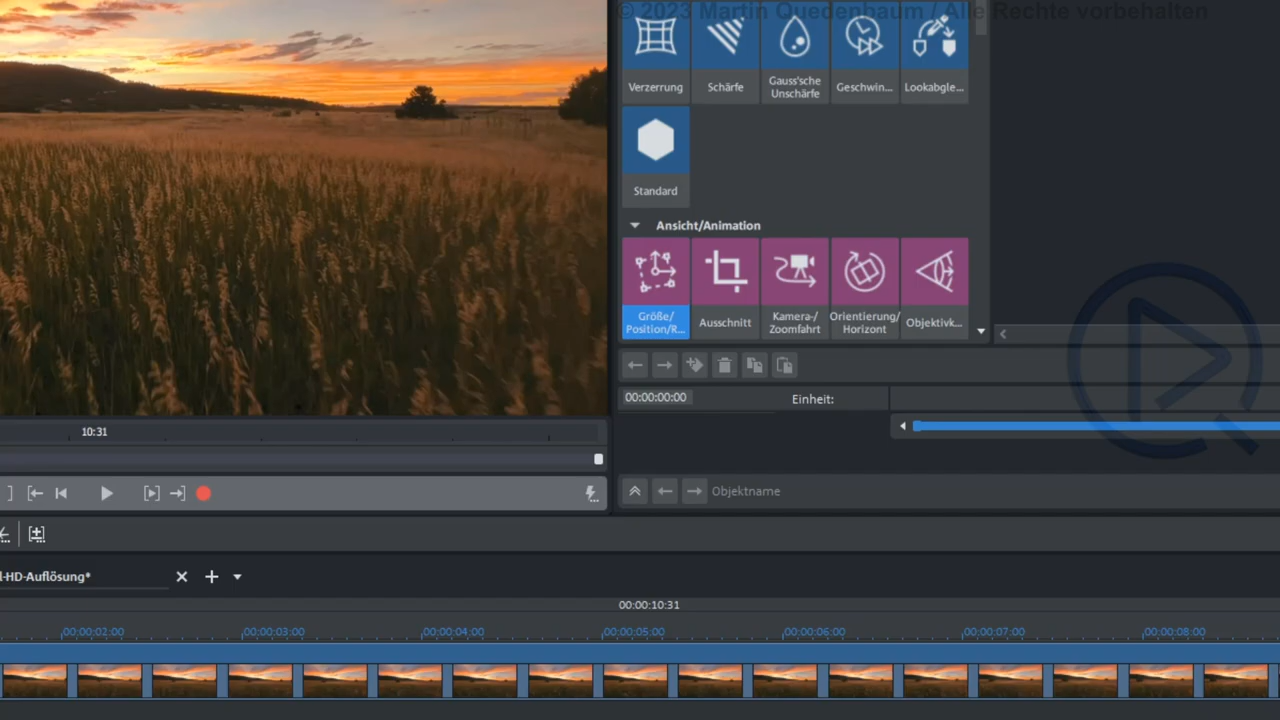 © 2023 Martin Quedenbaum / Alle Rechte vorbehalten
Verzerrung
Schärfe
Gauss'sche
Unschärfe
Geschwin...
Lookabgle...
Standard
Ansicht/Animation
Größe/
Position/R...
Ausschnitt
Kamera-/
Zoomfahrt
Orientierung/
Horizont
Objektivk...
00:00:00:00
Einheit:
10:31
Objektname
l-HD-Auflösung*
00:00:10:31
00:00:02:00
00:00:03:00
00:00:04:00
00:00:05:00
00:00:06:00
00:00:07:00
00:00:08:00